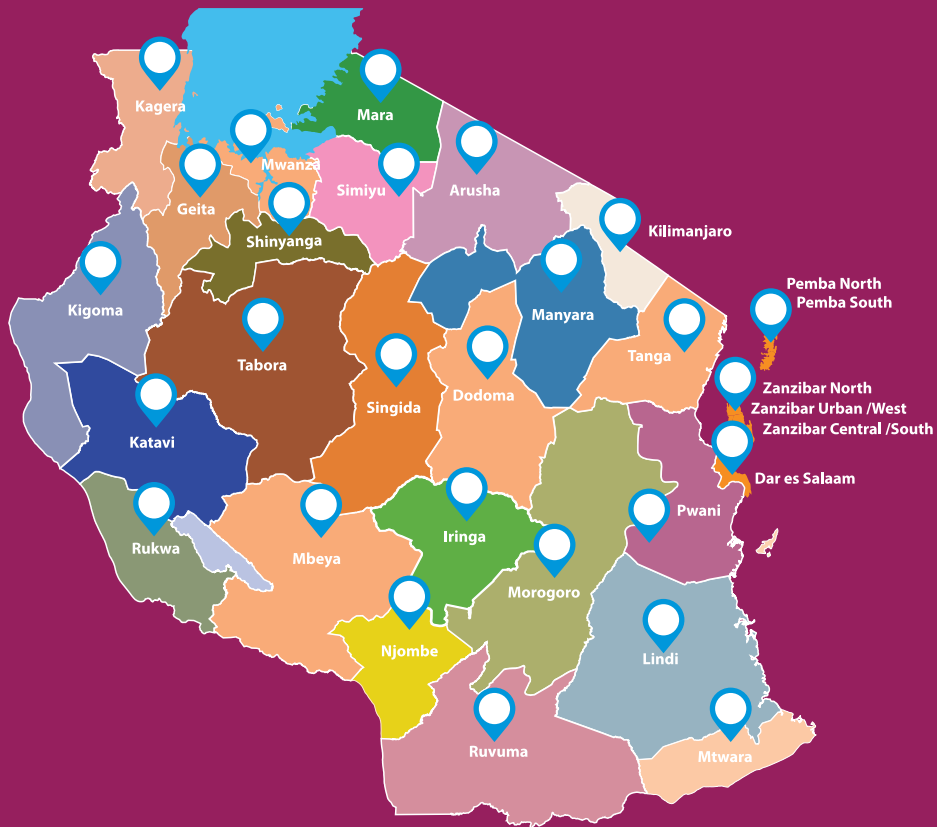 Kagera
Mara
Mwanza
Simiyu
Arusha
Geita
Shinyanga
Kilimanjaro
Pemba North
Pemba South
Kigoma
Manyara
Tabora
Tanga
Singida
Dodoma
Zanzibar North
Zanzibar Urban /West
Zanzibar Central /South
Katavi
Dar es Salaam
Pwani
Iringa
Rukwa
Mbeya
Morogoro
Njombe
Lindi
Ruvuma
Mtwara